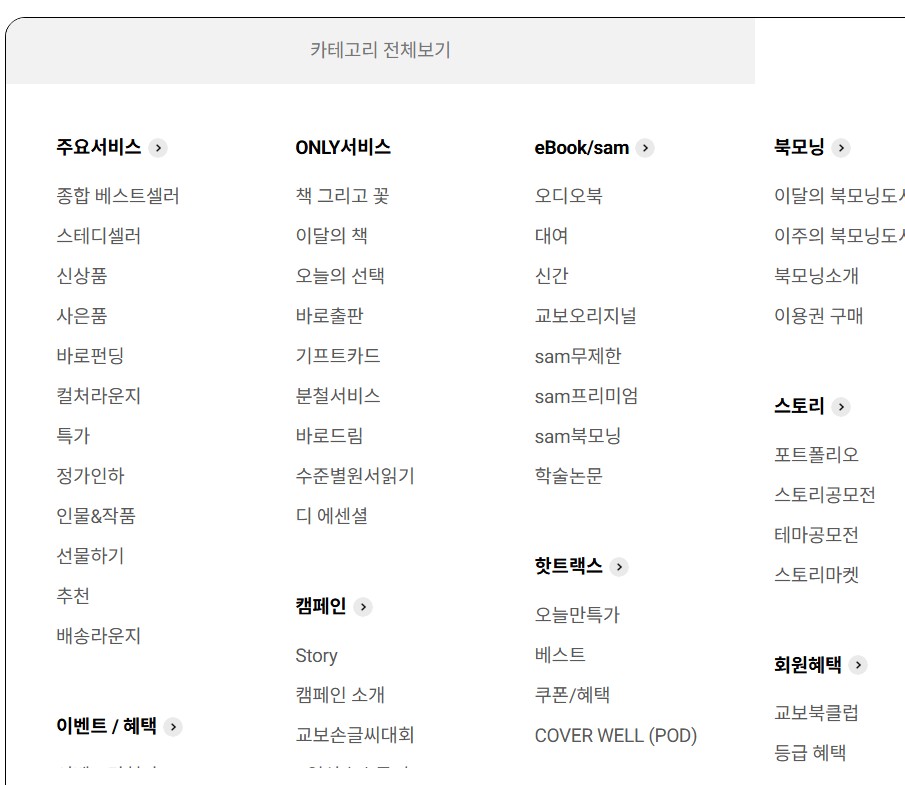 카테고리 전체보기
주요서비스
종합 베스트셀러
스테디셀러
신상품
사은품
바로펀딩
컬처라운지
특가
정가인하
인물&작품
선물하기
추천
배송라운지
이벤트 / 혜택
ONLY서비스
책 그리고 꽃
이달의 책
오늘의 선택
바로출판
기프트카드
분철서비스
바로드림
수준별원서읽기
디 에센셜
캠페인
Story
캠페인 소개
교보손글씨대회
eBook/sam
오디오북
대여
신간
교보오리지널
sam무제한
sam프리미엄
sam북모닝
학술논문
핫트랙스
오늘만특가
베스트
쿠폰/혜택
COVER WELL (POD)
북모닝
이달의
이주의
북모닝소개
이용권 구매
스토리
포트폴리오
스토리공모전
테마공모전
스토리마켓
회원혜택
교보북클럽
등급 혜택